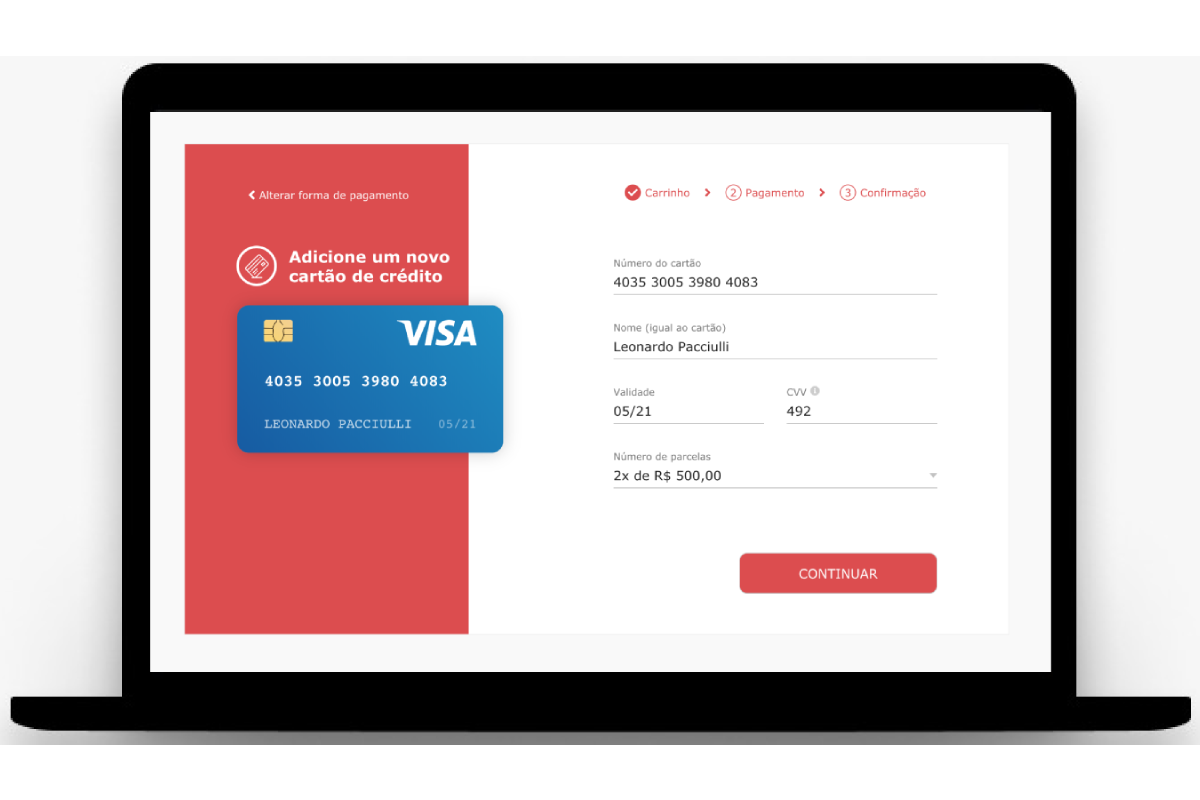 Alterar forma de pagamento
Adicione um novo
cartão de crédito
VISA
4035 3005 3980 4083
LEONARDO PACCIULLI 05/21
Carrinho 2 Pagamento 3 Confirmação
Número do cartão
4035 3005 3980 4083
Nome (igual ao cartão)
Leonardo Pacciulli
Validade CVV
05/21 492
Número de parcelas
2x de R$ 500,00
CONTINUAR